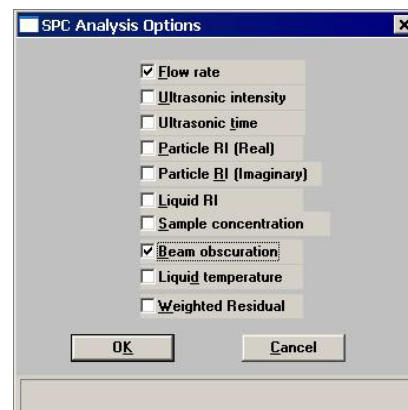 SPC Analysis Options
Flow rate
Ultrasonic intensity
Ultrasonic time
Particle RI (Real)
Particle RI (Imaginary)
Liquid RI
Sample concentration
Beam obscuration
Liquid temperature
Weighted Residual
OK Cancel